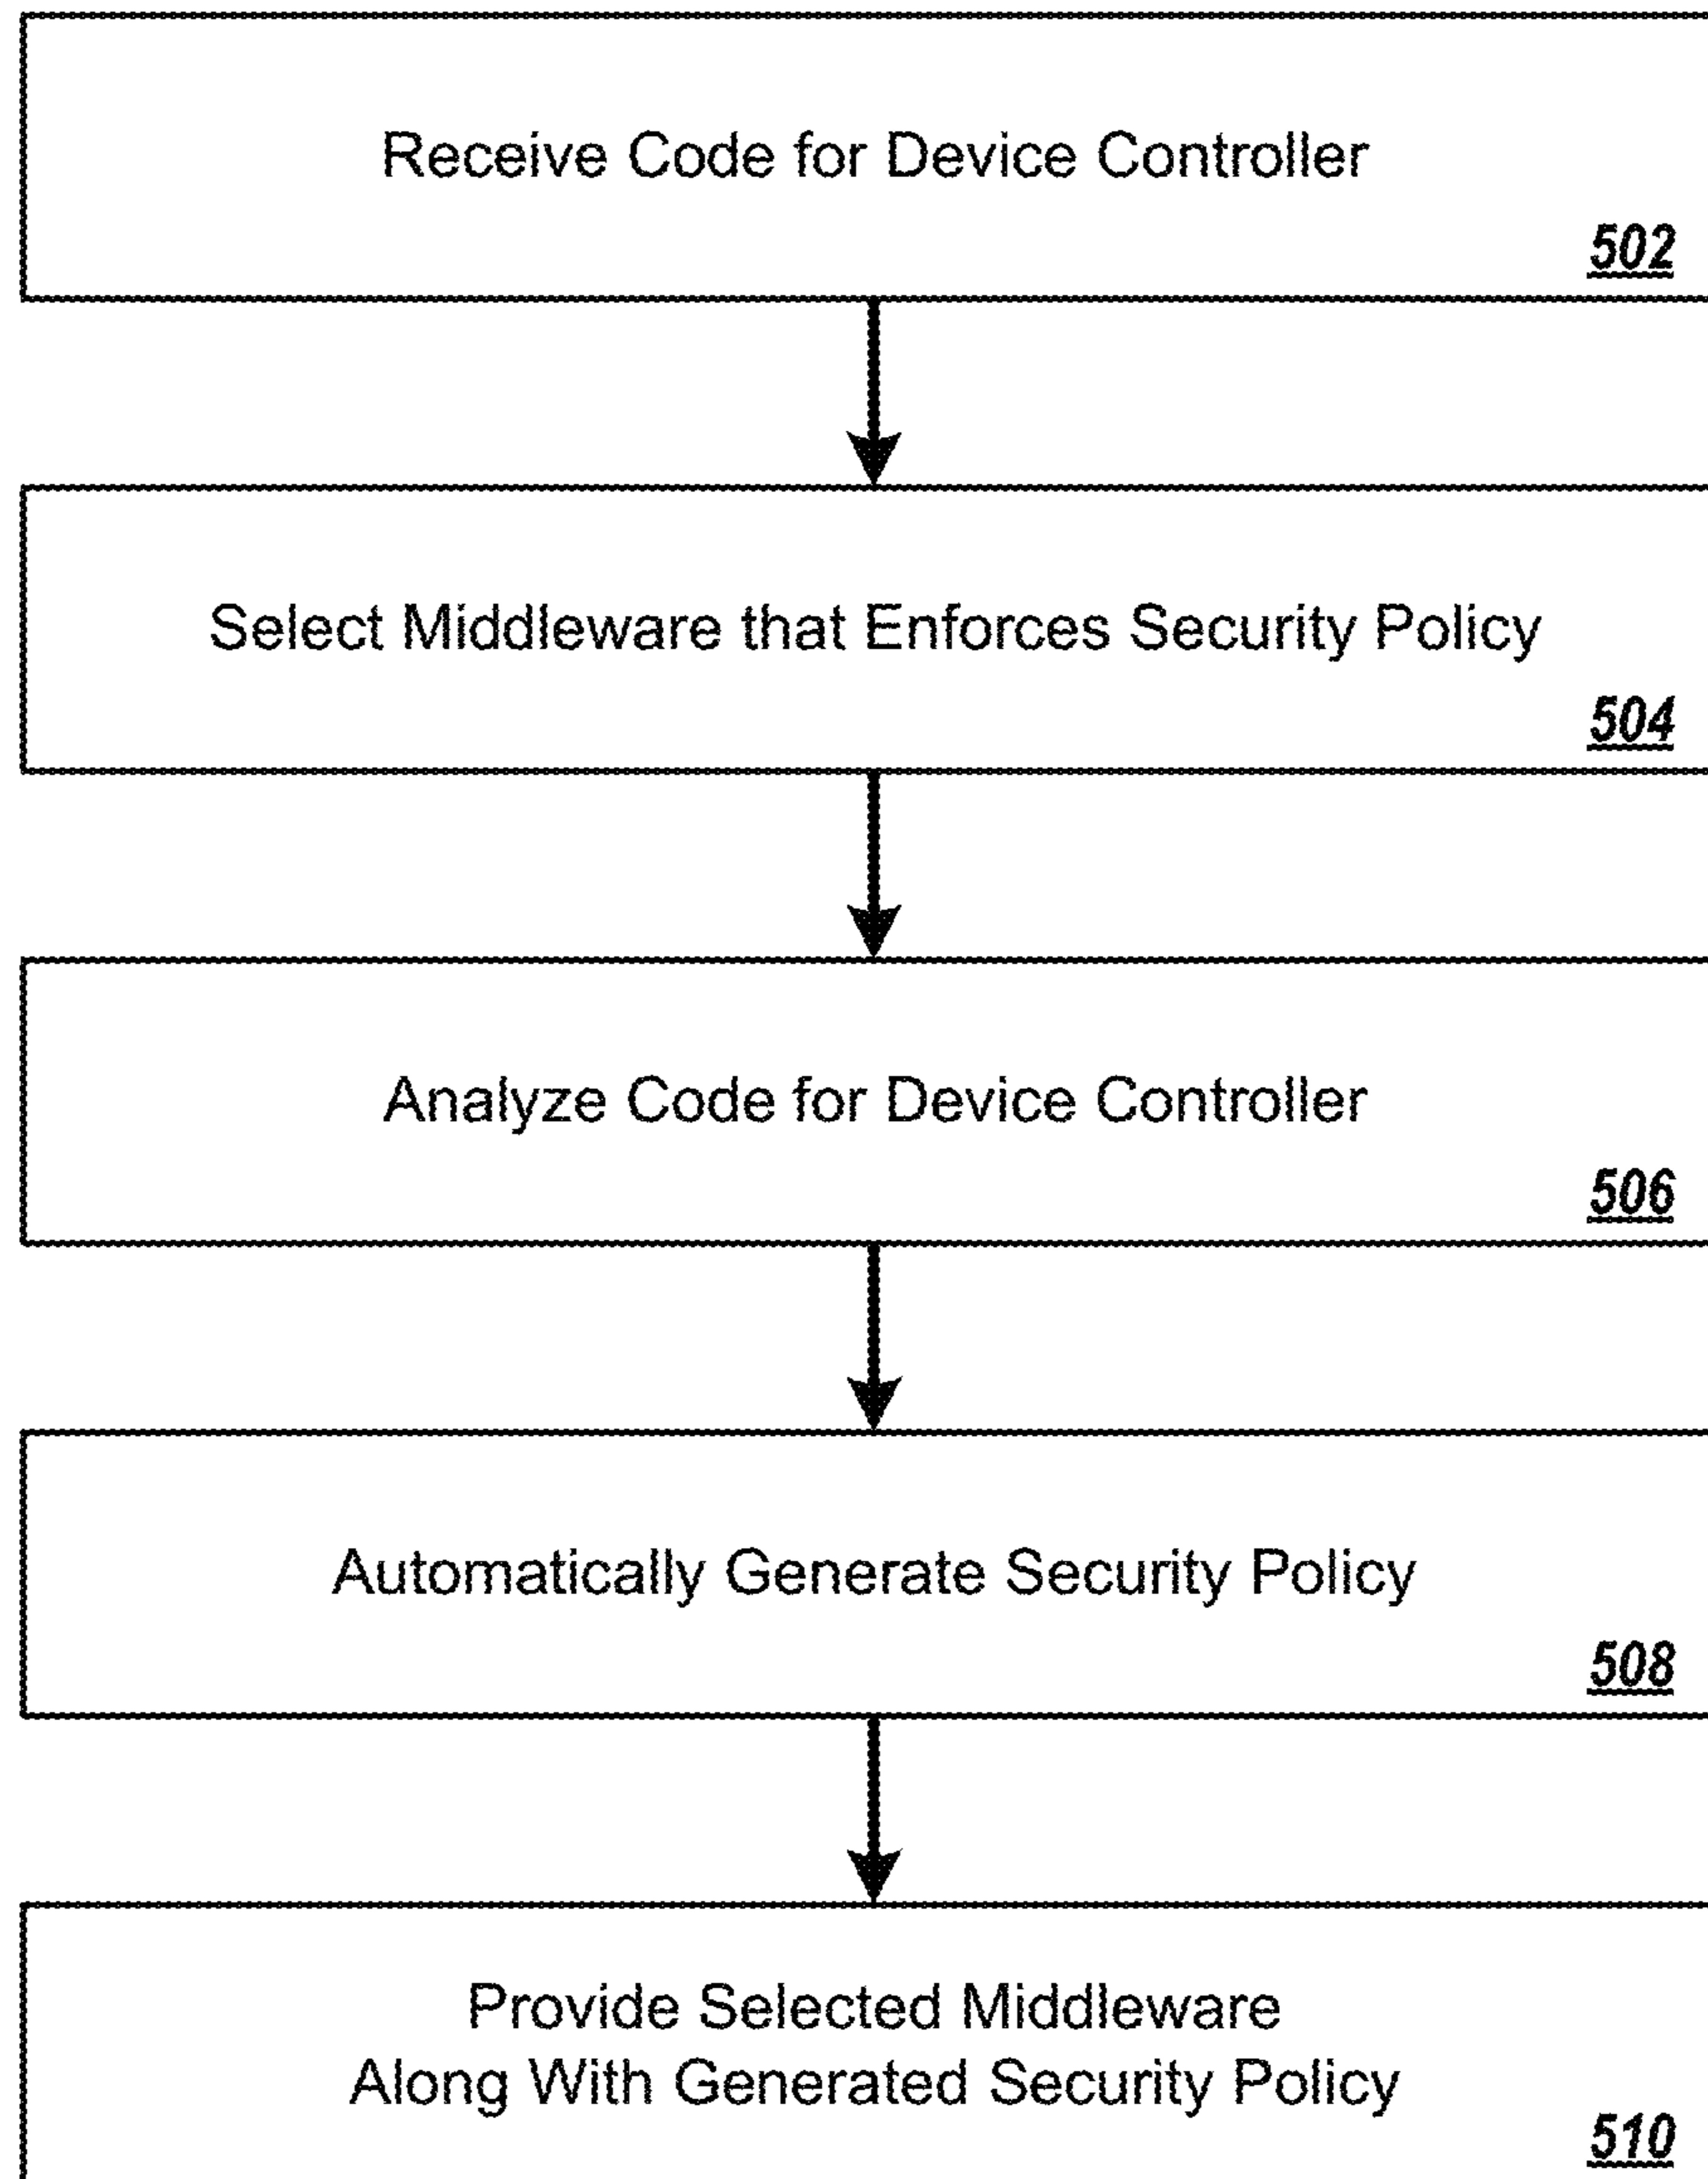 Receive Code for Device Controller
502
Select Middleware that Enforces Security Policy
504
Analyze Code for Device Controller
506
Automatically Generate Security Policy
508
Provide Selected Middleware
Along With Generated Security Policy
510